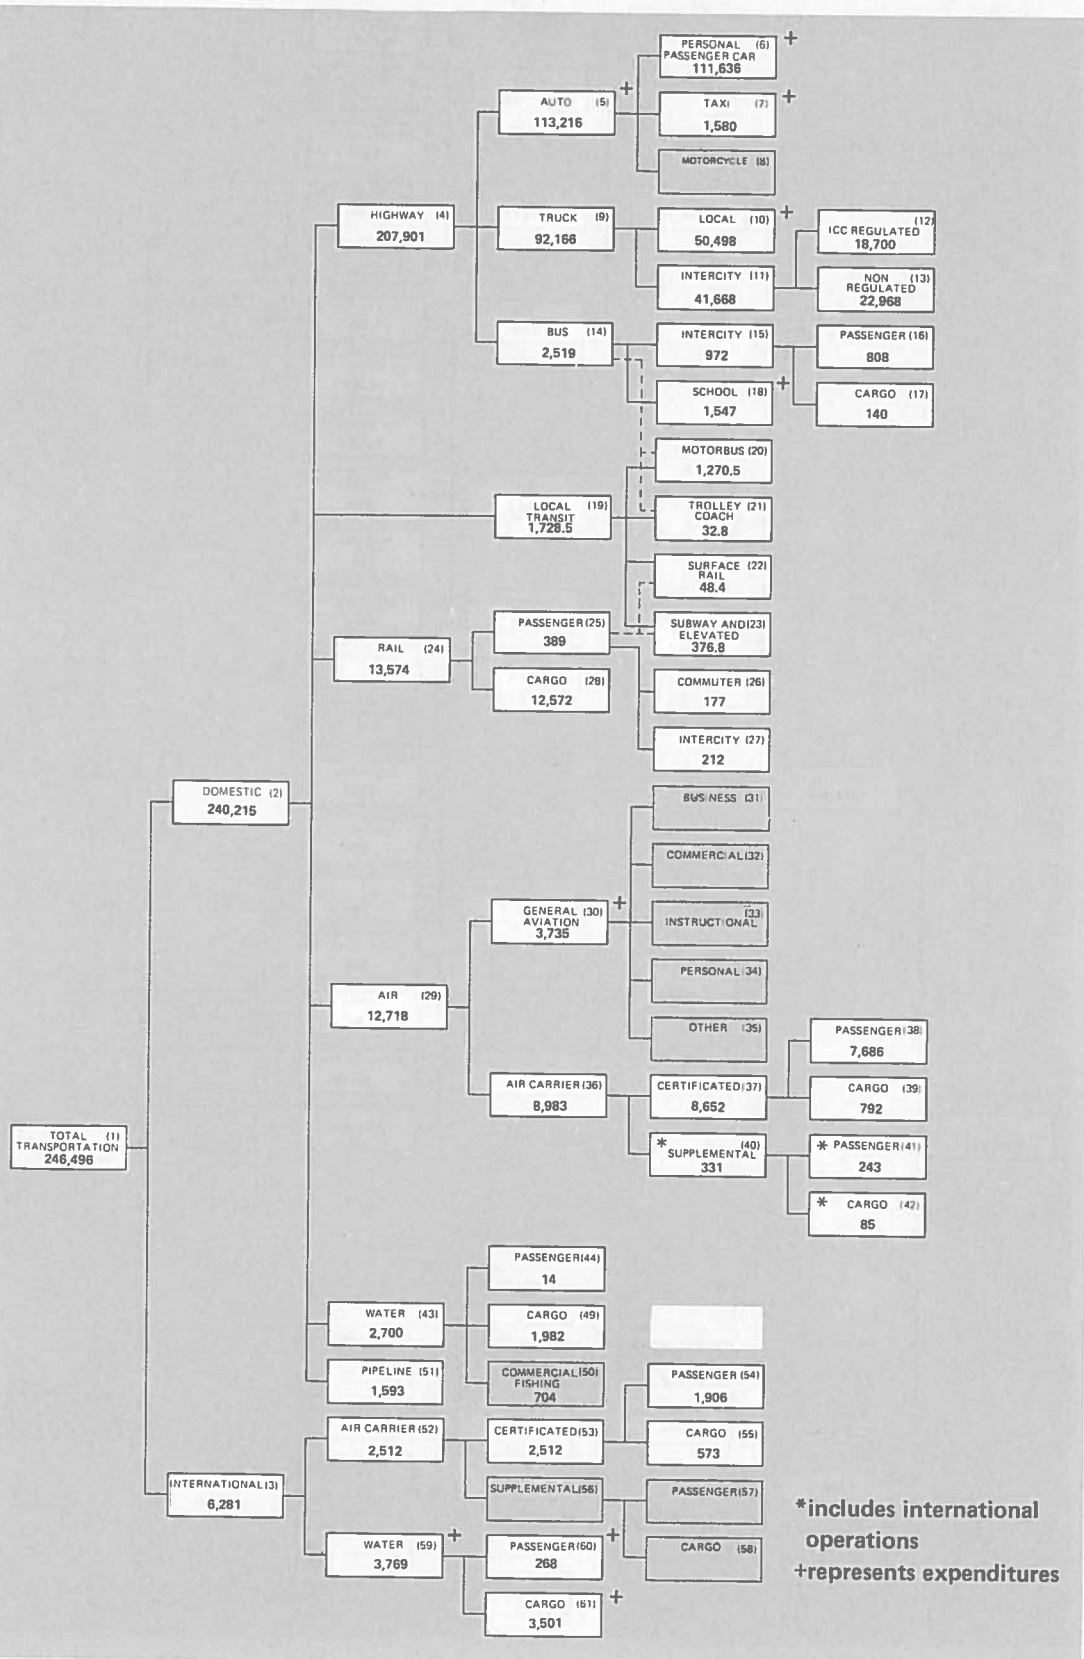 PERSONAL (6) +
PASSENGER CAR
111,636
AUTO (5) +
113,216
TAXI (7) +
1,580
MOTORCYCLE (8)
HIGHWAY (4)
207,901
TRUCK (9)
92,166
LOCAL (10) +
50,498
(12)
ICC REGULATED
18,700
INTERCITY (11)
41,668
NON (13)
REGULATED
22,968
BUS (14)
2,519
INTERCITY (15)
972
PASSENGER (16)
808
SCHOOL (18) +
1,547
CARGO (17)
140
MOTORBUS (20)
1,270.5
LOCAL (19)
TRANSIT
1,728.5
TROLLEY (21)
COACH
32.8
SURFACE (22)
RAIL
48.4
RAIL (24)
13,574
PASSENGER (25)
389
SUBWAY AND (23)
ELEVATED
376.8
CARGO (28)
12,572
COMMUTER (26)
177
INTERCITY (27)
212
DOMESTIC (2)
240,215
BUSINESS (31)
COMMERCIAL (32)
GENERAL (30) +
AVIATION
3,735
(33)
INSTRUCTIONAL
PERSONAL (34)
AIR (29)
12,718
OTHER (35)
PASSENGER (38)
7,686
AIR CARRIER (36)
8,983
CERTIFICATED (37)
8,652
CARGO (39)
792
TOTAL (1)
TRANSPORTATION
246,496
* (40)
SUPPLEMENTAL
331
* PASSENGER (41)
243
* CARGO (42)
85
PASSENGER (44)
14
WATER (43)
2,700
CARGO (49)
1,982
PIPELINE (51)
1,593
COMMERCIAL (50)
FISHING
704
PASSENGER (54)
1,906
AIR CARRIER (52)
2,512
CERTIFICATED (53)
2,512
CARGO (55)
573
INTERNATIONAL (3)
6,281
SUPPLEMENTAL (56)
PASSENGER (57)
WATER (59) +
3,769
PASSENGER (60) +
268
CARGO (58)
CARGO (61) +
3,501
*includes international
operations
+represents expenditures